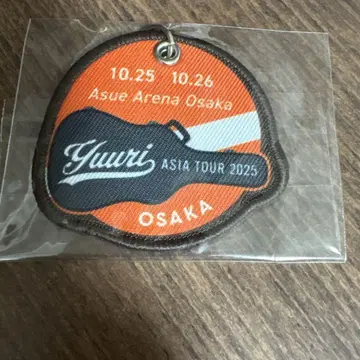 10.25 10.26
Asue Arena Osaka
Yuuri
ASIA TOUR 2025
OSAKA